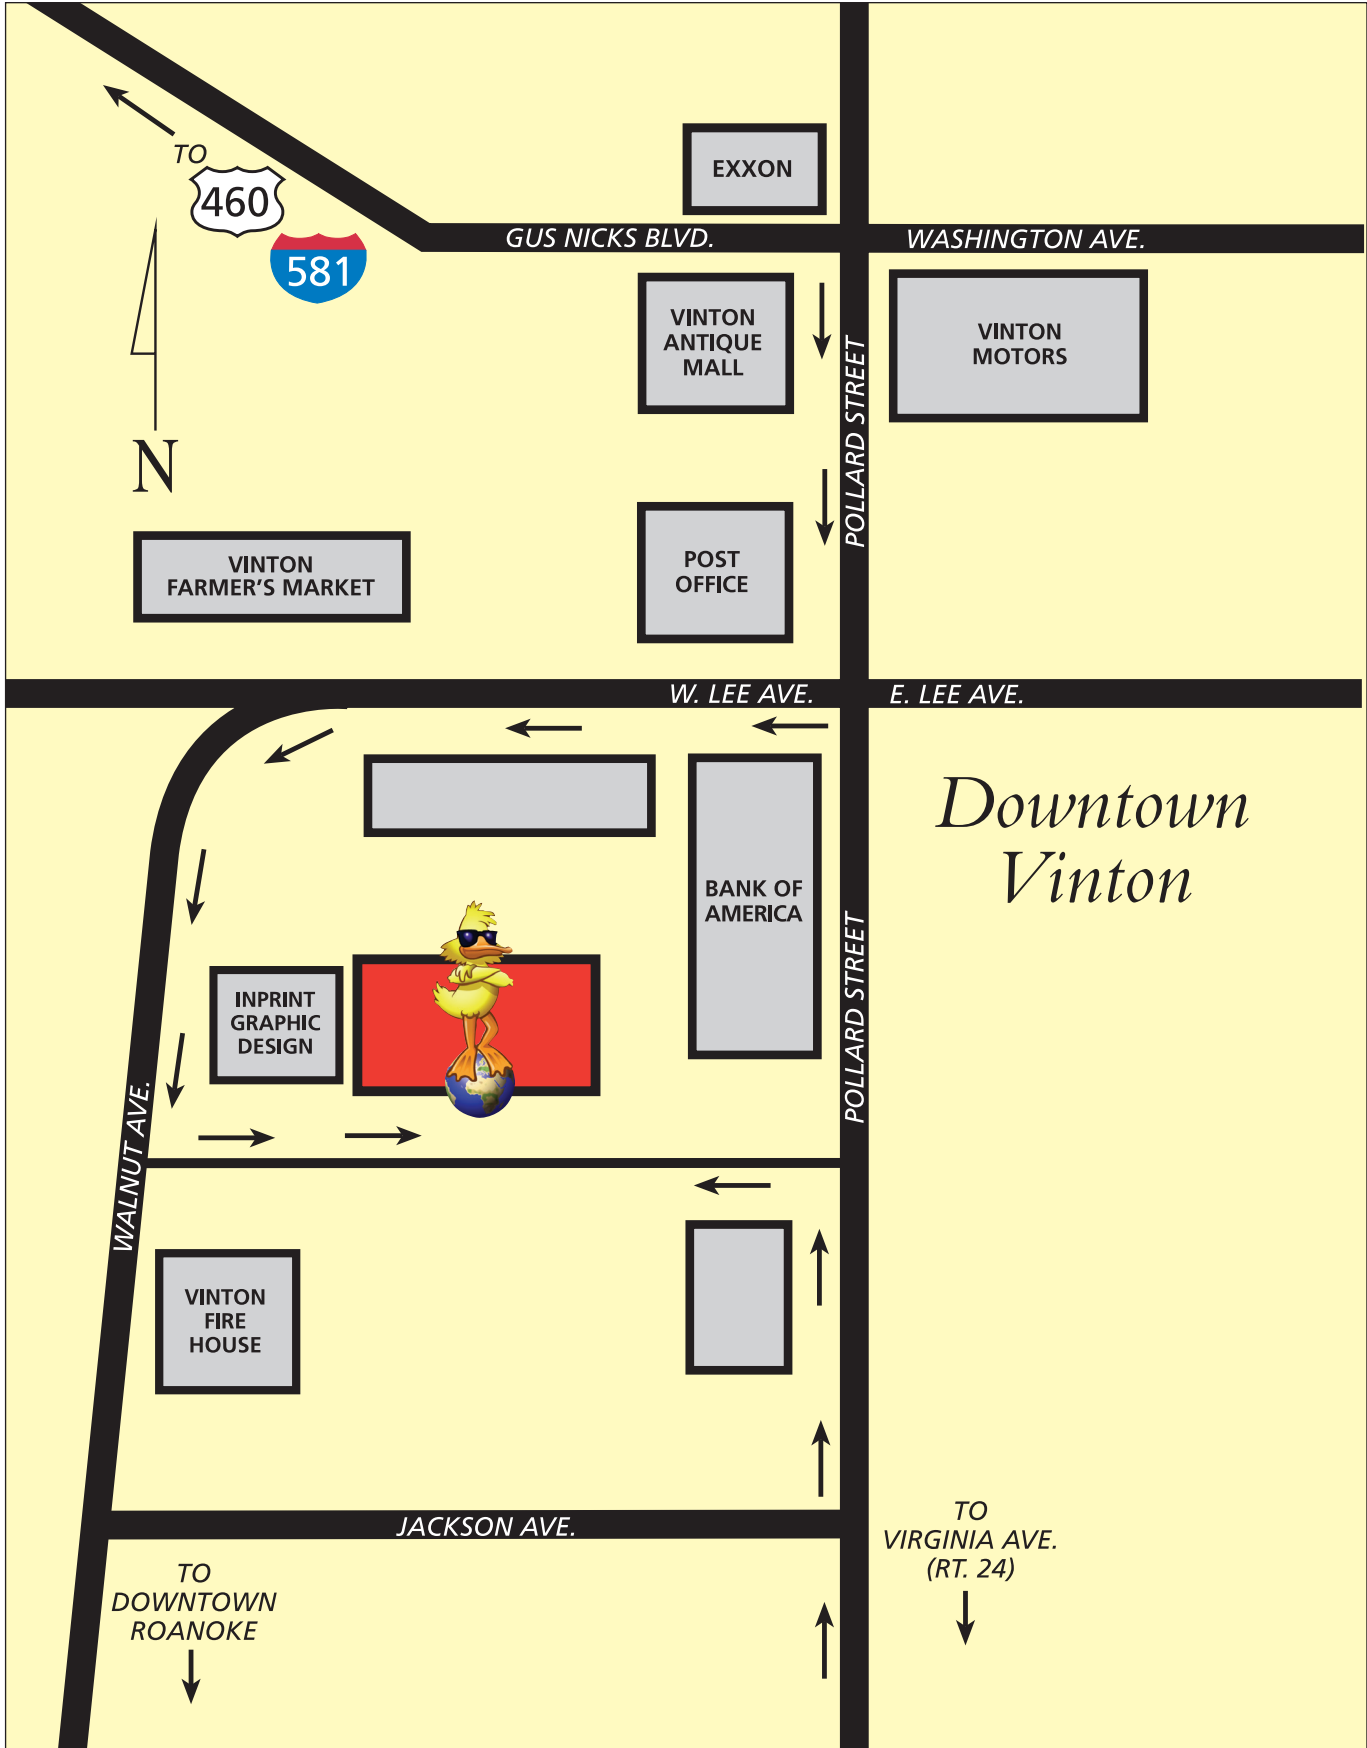 TO
460
581
N
EXXON
GUS NICKS BLVD.
WASHINGTON AVE.
VINTON
ANTIQUE
MALL
VINTON
MOTORS
POLLARD STREET
VINTON
FARMER'S MARKET
POST
OFFICE
W. LEE AVE.
E. LEE AVE.
Downtown
Vinton
BANK OF
AMERICA
INPRINT
GRAPHIC
DESIGN
POLLARD STREET
WALNUT AVE.
VINTON
FIRE
HOUSE
JACKSON AVE.
TO
VIRGINIA AVE.
(RT. 24)
TO
DOWNTOWN
ROANOKE